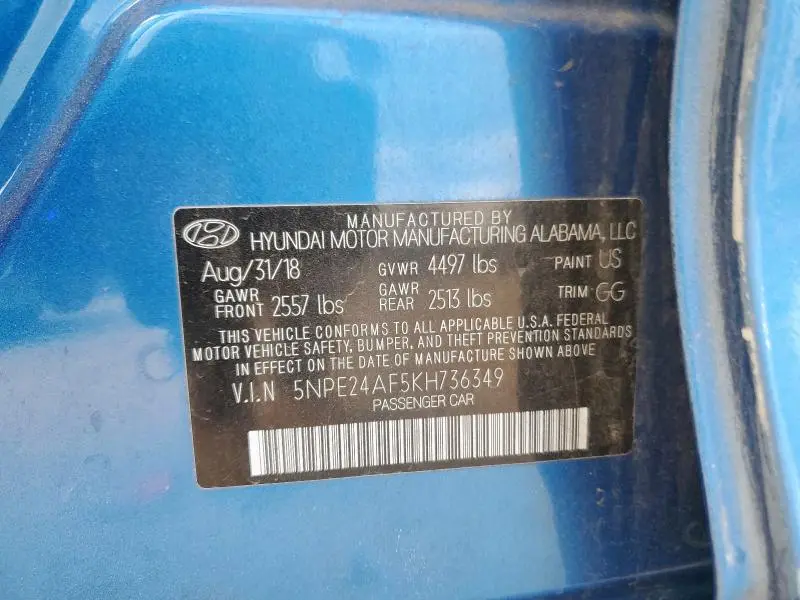 MANUFACTURED BY
HYUNDAI MOTOR MANUFACTURING ALABAMA, LLC
Aug/31/18 GVWR 4497 lbs PAINT US
GAWR FRONT 2557 lbs GAWR REAR 2513 lbs TRIM GG
THIS VEHICLE CONFORMS TO ALL APPLICABLE U.S.A. FEDERAL
MOTOR VEHICLE SAFETY, BUMPER, AND THEFT PREVENTION STANDARDS
IN EFFECT ON THE DATE OF MANUFACTURE SHOWN ABOVE.
V.I.N 5NPE24AF5KH736349
PASSENGER CAR